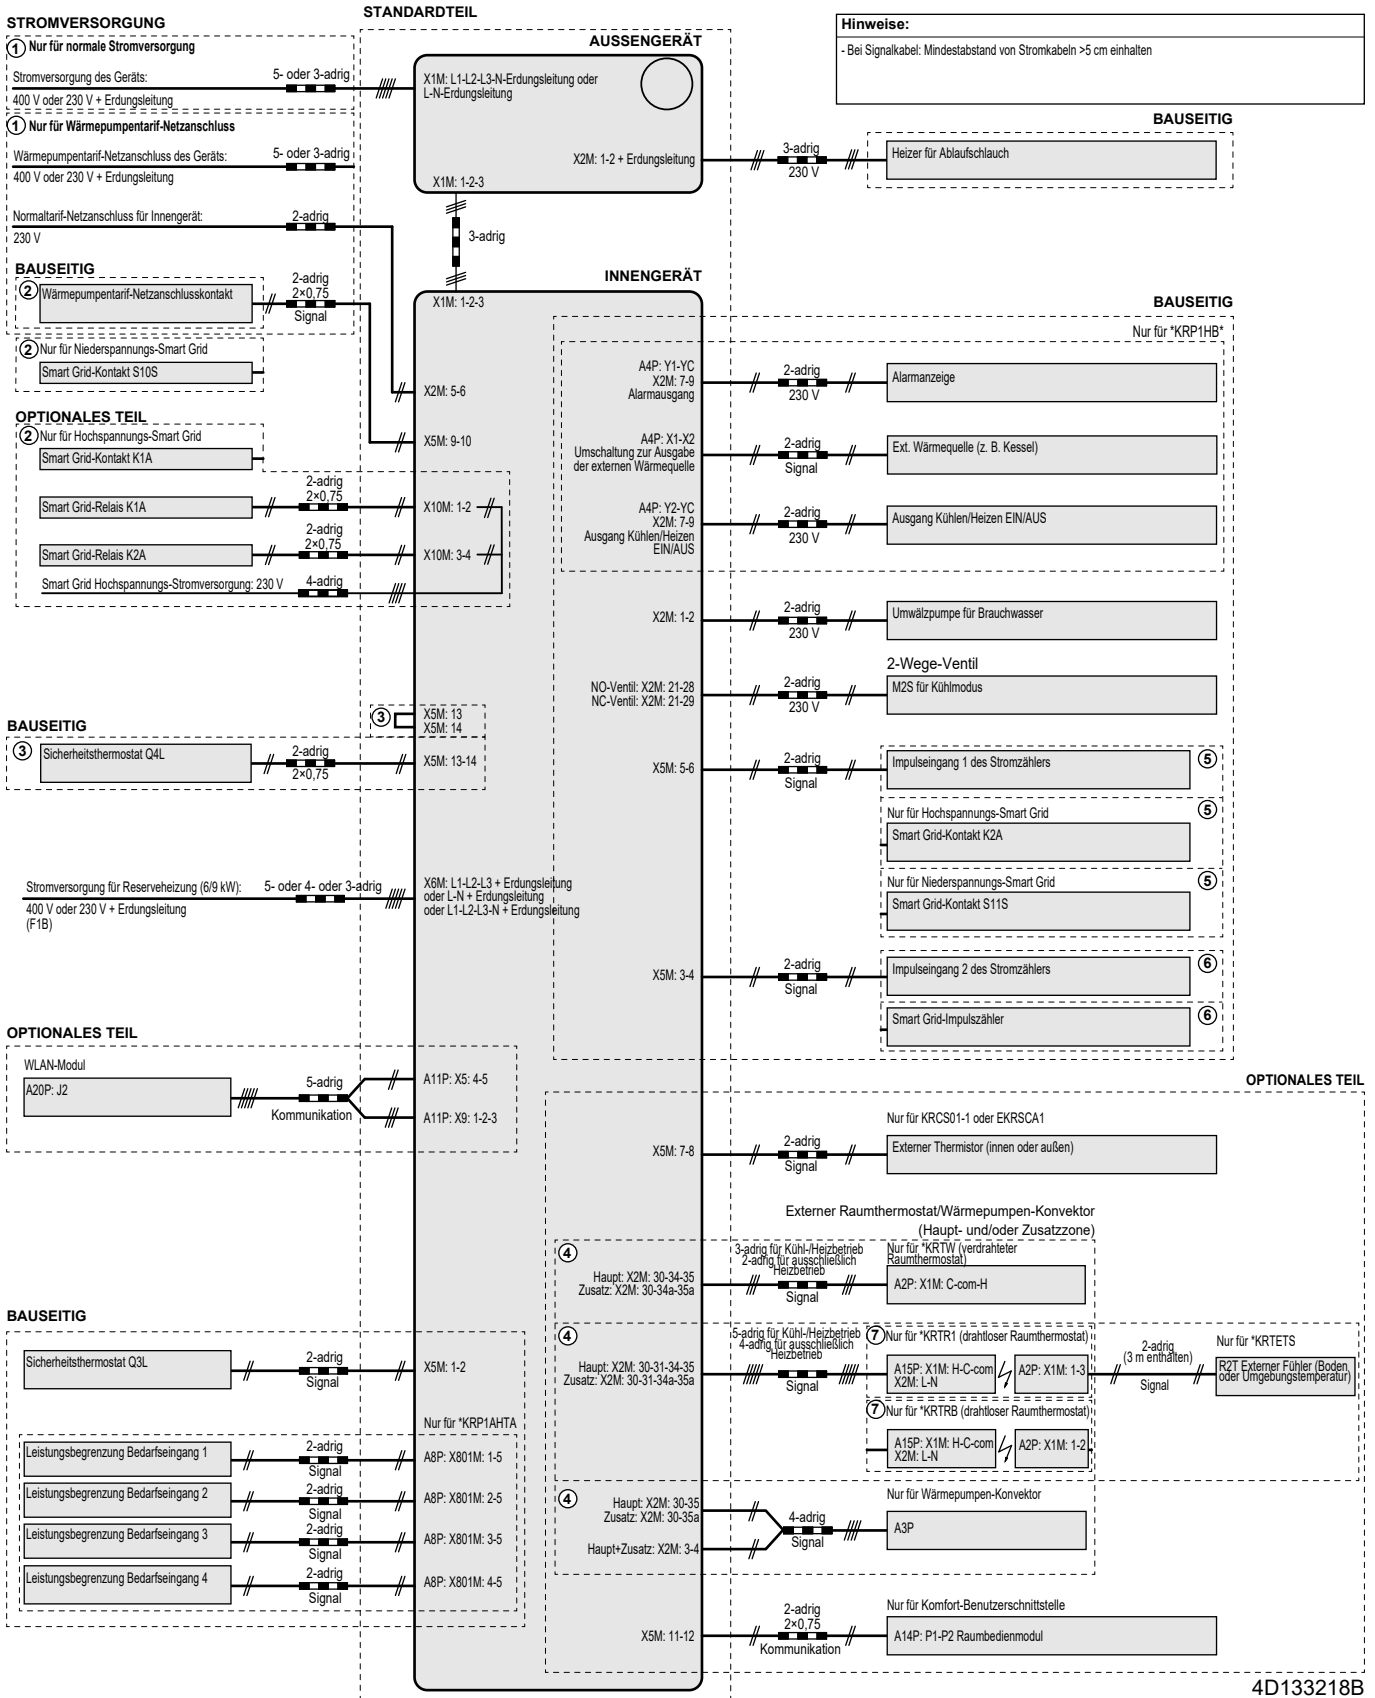 STROMVERSORGUNG
① Nur für normale Stromversorgung
Stromversorgung des Geräts:
5- oder 3-adrig
400 V oder 230 V + Erdungsleitung
① Nur für Wärmepumpentarif-Netzanschluss
Wärmepumpentarif-Netzanschluss des Geräts:
5- oder 3-adrig
400 V oder 230 V + Erdungsleitung
Normaltarif-Netzanschluss für Innengerät:
2-adrig
230 V
BAUSEITIG
② Wärmepumpentarif-Netzanschlusskontakt
2-adrig
2×0,75
Signal
② Nur für Niederspannungs-Smart Grid
Smart Grid-Kontakt S10S
OPTIONALES TEIL
② Nur für Hochspannungs-Smart Grid
Smart Grid-Kontakt K1A
Smart Grid-Relais K1A
2-adrig
2×0,75
Smart Grid-Relais K2A
2-adrig
2×0,75
Smart Grid Hochspannungs-Stromversorgung: 230 V
4-adrig
BAUSEITIG
③ Sicherheitsthermostat Q4L
2-adrig
2×0,75
Stromversorgung für Reserveheizung (6/9 kW):
5- oder 4- oder 3-adrig
400 V oder 230 V + Erdungsleitung
(F1B)
OPTIONALES TEIL
WLAN-Modul
A20P: J2
5-adrig
Kommunikation
BAUSEITIG
Sicherheitsthermostat Q3L
2-adrig
Signal
Leistungsbegrenzung Bedarfseingang 1
2-adrig
Signal
Leistungsbegrenzung Bedarfseingang 2
2-adrig
Signal
Leistungsbegrenzung Bedarfseingang 3
2-adrig
Signal
Leistungsbegrenzung Bedarfseingang 4
2-adrig
Signal
STANDARDTEIL
AUSSENGERÄT
X1M: L1-L2-L3-N-Erdungsleitung oder
L-N-Erdungsleitung
X2M: 1-2 + Erdungsleitung
X1M: 1-2-3
3-adrig
INNENGERÄT
X1M: 1-2-3
X2M: 5-6
X5M: 9-10
X10M: 1-2
X10M: 3-4
③
X5M: 13
X5M: 14
X5M: 13-14
X6M: L1-L2-L3 + Erdungsleitung
oder L-N + Erdungsleitung
oder L1-L2-L3-N + Erdungsleitung
A11P: X5: 4-5
A11P: X9: 1-2-3
X5M: 1-2
Nur für *KRP1AHTA
A8P: X801M: 1-5
A8P: X801M: 2-5
A8P: X801M: 3-5
A8P: X801M: 4-5
Hinweise:
- Bei Signalkabel: Mindestabstand von Stromkabeln >5 cm einhalten
BAUSEITIG
3-adrig
230 V
Heizer für Ablaufschlauch
BAUSEITIG
Nur für *KRP1HB*
A4P: Y1-YC
X2M: 7-9
Alarmausgang
2-adrig
230 V
Alarmanzeige
A4P: X1-X2
Umschaltung zur Ausgabe
der externen Wärmequelle
2-adrig
Signal
Ext. Wärmequelle (z. B. Kessel)
A4P: Y2-YC
X2M: 7-9
Ausgang Kühlen/Heizen
EIN/AUS
2-adrig
230 V
Ausgang Kühlen/Heizen EIN/AUS
X2M: 1-2
2-adrig
230 V
Umwälzpumpe für Brauchwasser
2-Wege-Ventil
NO-Ventil: X2M: 21-28
NC-Ventil: X2M: 21-29
2-adrig
230 V
M2S für Kühlmodus
X5M: 5-6
2-adrig
Signal
Impulseingang 1 des Stromzählers
⑤
Nur für Hochspannungs-Smart Grid
⑤
Smart Grid-Kontakt K2A
Nur für Niederspannungs-Smart Grid
⑤
Smart Grid-Kontakt S11S
X5M: 3-4
2-adrig
Signal
Impulseingang 2 des Stromzählers
⑥
Smart Grid-Impulszähler
⑥
OPTIONALES TEIL
Nur für KRCS01-1 oder EKRSCA1
X5M: 7-8
2-adrig
Signal
Externer Thermistor (innen oder außen)
Externer Raumthermostat/Wärmepumpen-Konvektor
(Haupt- und/oder Zusatzzone)
④
Haupt: X2M: 30-34-35
Zusatz: X2M: 30-34a-35a
3-adrig für Kühl-/Heizbetrieb
2-adrig für ausschließlich
Heizbetrieb
Signal
Nur für *KRTW (verdrahteter
Raumthermostat)
A2P: X1M: C-com-H
④
Haupt: X2M: 30-31-34-35
Zusatz: X2M: 30-31-34a-35a
5-adrig für Kühl-/Heizbetrieb
4-adrig für ausschließlich
Heizbetrieb
Signal
⑦ Nur für *KRTR1 (drahtloser Raumthermostat)
A15P: X1M: H-C-com
X2M: L-N
A2P: X1M: 1-3
2-adrig
(3 m enthalten)
Signal
Nur für *KRTETS
R2T Externer Fühler (Boden
oder Umgebungstemperatur)
⑦ Nur für *KRTRB (drahtloser Raumthermostat)
A15P: X1M: H-C-com
X2M: L-N
A2P: X1M: 1-2
④
Haupt: X2M: 30-35
Zusatz: X2M: 30-35a
Haupt+Zusatz: X2M: 3-4
4-adrig
Signal
Nur für Wärmepumpen-Konvektor
A3P
X5M: 11-12
2-adrig
2×0,75
Kommunikation
Nur für Komfort-Benutzerschnittstelle
A14P: P1-P2 Raumbedienmodul
4D133218B